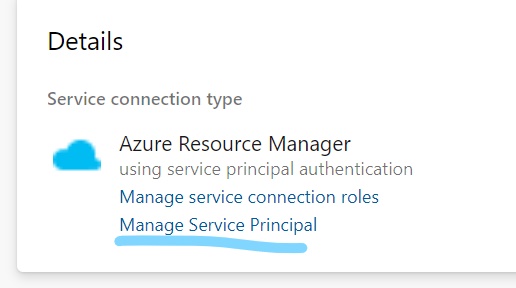 Details
Service connection type
Azure Resource Manager
using service principal authentication
Manage service connection roles
Manage Service Principal